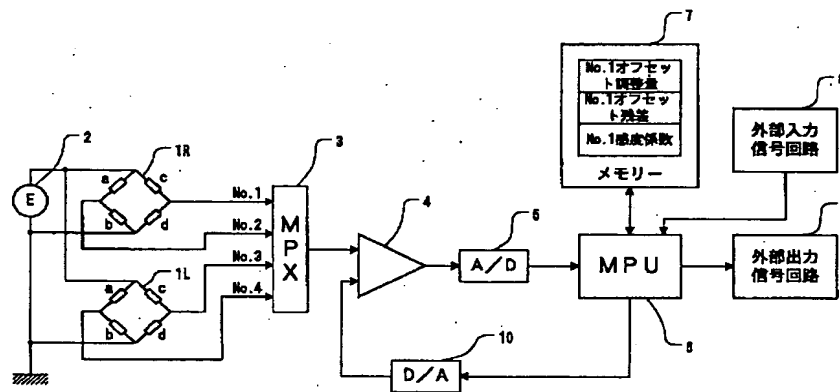 7
No.1オフセッ
ト調整量
No.1オフセッ
ト残差
No.1感度係数
メモリー
外部入力
信号回路
2
1R
3
E
a
c
b
d
No.1
No.2
No.3
No.4
MPX
4
5
A/D
MPU
外部出力
信号回路
1L
a
c
b
d
10
D/A
6